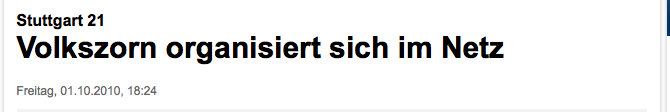 Stuttgart 21
Volkszorn organisiert sich im Netz
Freitag, 01.10.2010, 18:24